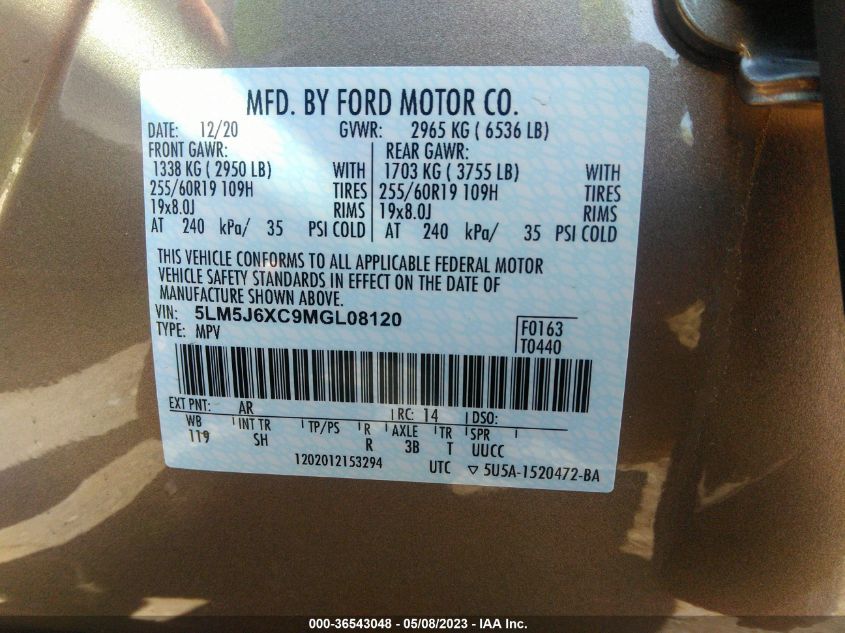 MFD. BY FORD MOTOR CO.
DATE: 12/20 GVWR: 2965 KG ( 6536 LB)
FRONT GAWR: REAR GAWR:
1338 KG ( 2950 LB) WITH 1703 KG ( 3755 LB) WITH
255/60R19 109H TIRES 255/60R19 109H TIRES
19x8.0J RIMS 19x8.0J RIMS
AT 240 kPa/ 35 PSI COLD AT 240 kPa/ 35 PSI COLD
THIS VEHICLE CONFORMS TO ALL APPLICABLE FEDERAL MOTOR
VEHICLE SAFETY STANDARDS IN EFFECT ON THE DATE OF
MANUFACTURE SHOWN ABOVE.
VIN: 5LM5J6XC9MGL08120 F0163
TYPE: MPV T0440
EXT PNT: AR RC: 14 DSO:
WB INT TR TP/PS R AXLE TR SPR
119 SH R 3B T UUCC
1202012153294 UTC ▽ 5U5A-1520472-BA
000-36543048 - 05/08/2023 - IAA Inc.